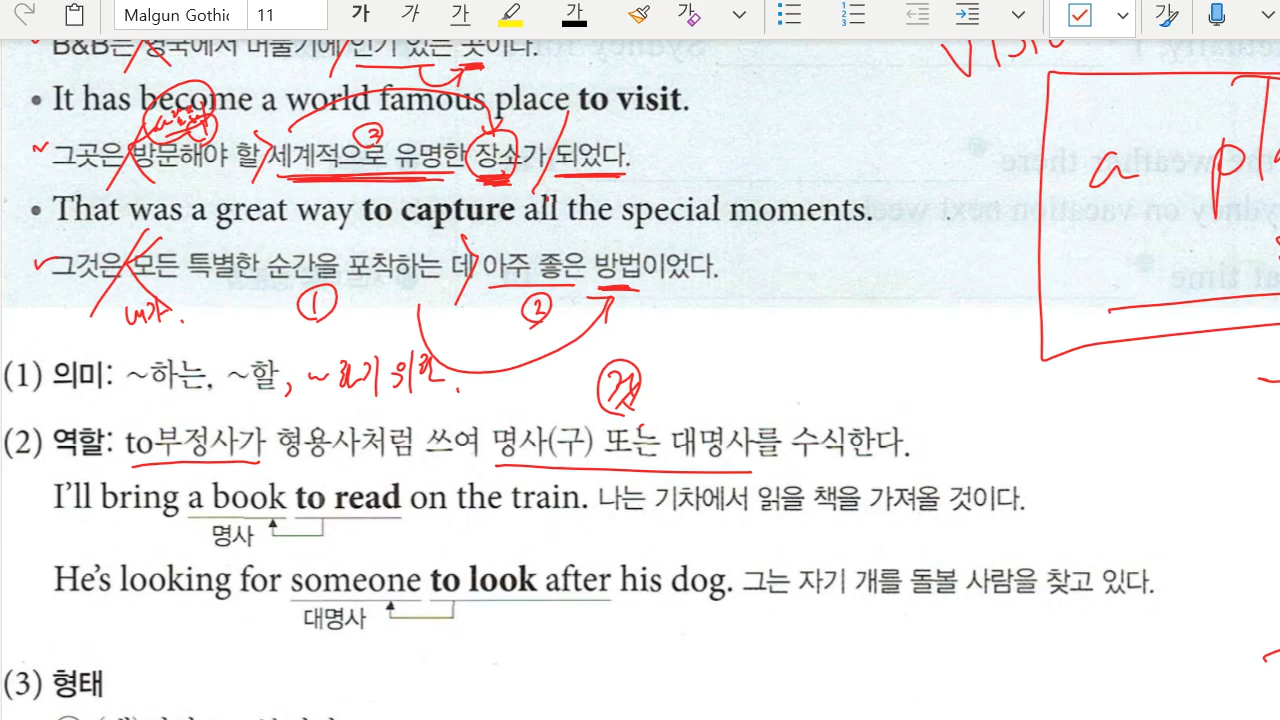 Malgun Gothic 11 가 가 가 가 가
B&B는 영국에서 머물기에 인기 있는 곳이다.
• It has become a world famous place to visit.
③
그곳은 방문해야 할 세계적으로 유명한 장소가 되었다.
• That was a great way to capture all the special moments.
그것은 모든 특별한 순간을 포착하는 데 아주 좋은 방법이었다.
① ②
(1) 의미: ~하는, ~할, ~하기 위한.
것
(2) 역할: to부정사가 형용사처럼 쓰여 명사(구) 또는 대명사를 수식한다.
I'll bring a book to read on the train. 나는 기차에서 읽을 책을 가져올 것이다.
명사
He's looking for someone to look after his dog. 그는 자기 개를 돌볼 사람을 찾고 있다.
대명사
(3) 형태
a p